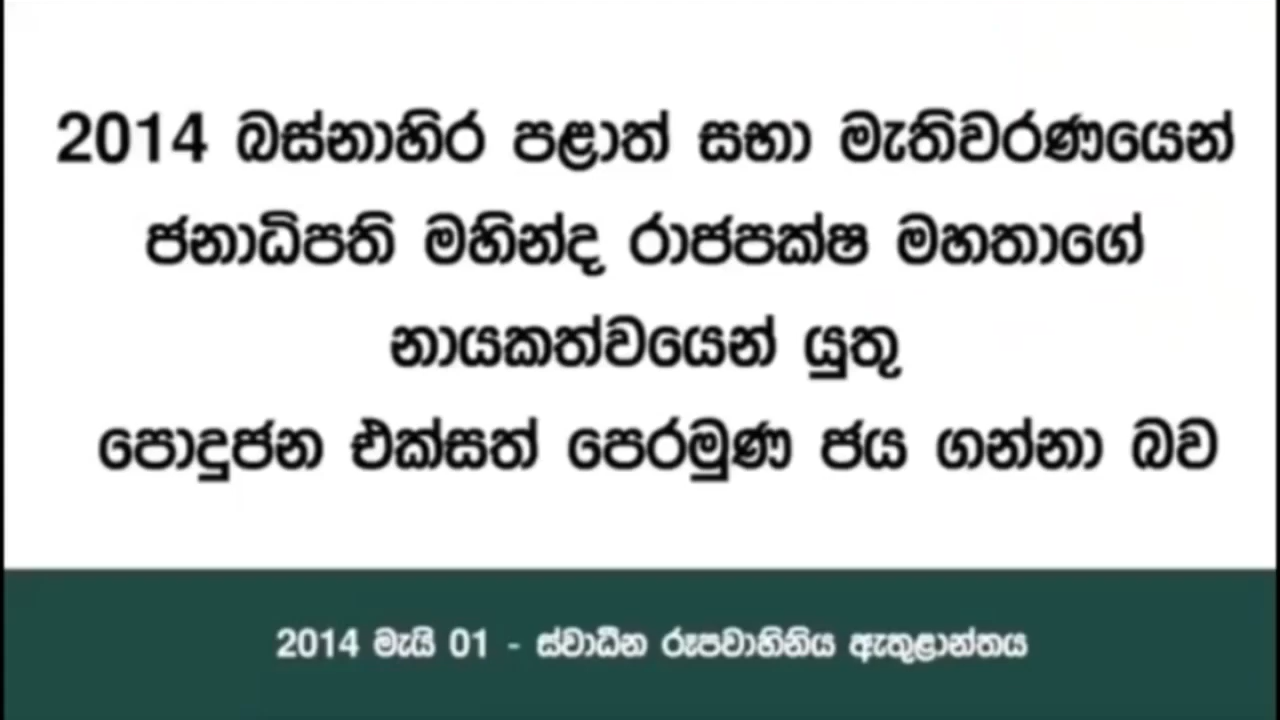 2014 බස්නාහිර පළාත් සභා මැතිවරණයෙන්
ජනාධිපති මහින්ද රාජපක්ෂ මහතාගේ
නායකත්වයෙන් යුතු
පොදුජන එක්සත් පෙරමුණ ජය ගන්නා බව
2014 මැයි 01 - ස්වාධීන රූපවාහිනිය ඇතුළාන්තය